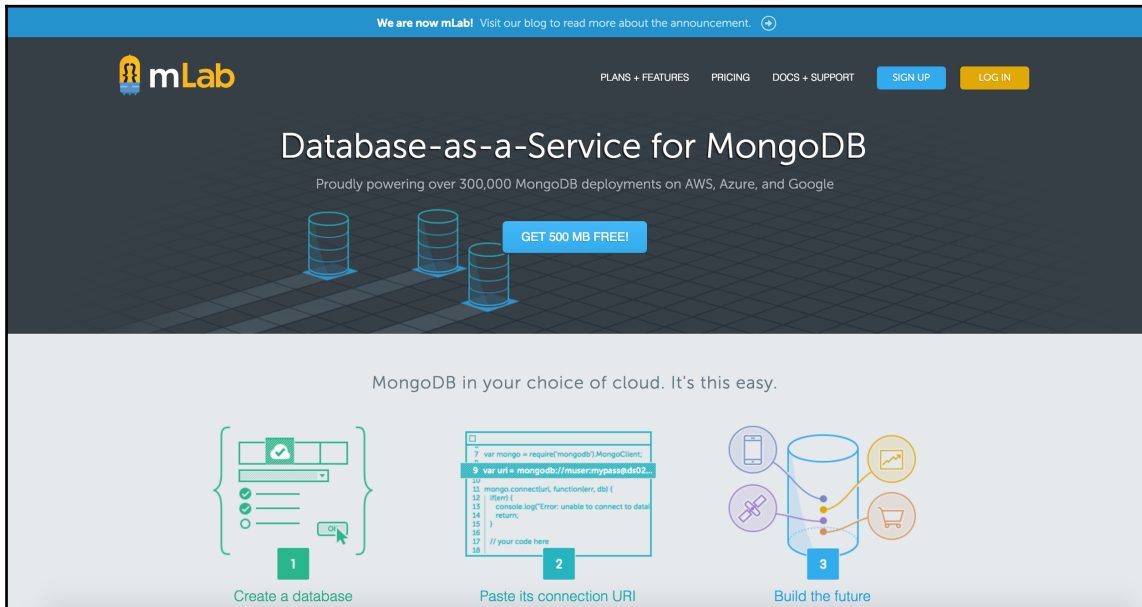 We are now mLab! Visit our blog to read more about the announcement.
mLab
PLANS + FEATURES PRICING DOCS + SUPPORT SIGN UP LOG IN
Database-as-a-Service for MongoDB
Proudly powering over 300,000 MongoDB deployments on AWS, Azure, and Google
GET 500 MB FREE!
MongoDB in your choice of cloud. It's this easy.
7 var mongo = require('mongodb').MongoClient;
9 var uri = mongodb://muser:mypass@ds02...
10
11 mongo.connect(uri, function(err, db) {
12 if(err) {
13 console.log("Error: unable to connect to datal
14 return;
15 }
16
17 // your code here
18
1
Create a database
2
Paste its connection URI
3
Build the future